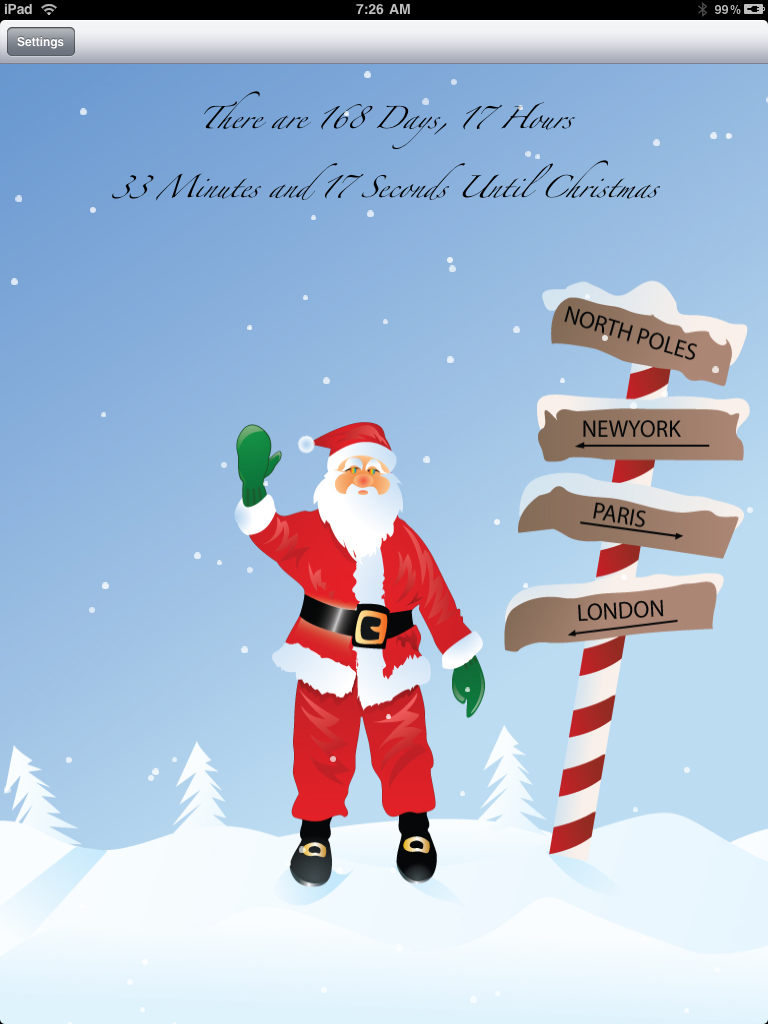 iPad 7:26 AM 99%
Settings
There are 168 Days, 17 Hours
33 Minutes and 17 Seconds Until Christmas
NORTH POLES
NEWYORK
PARIS
LONDON